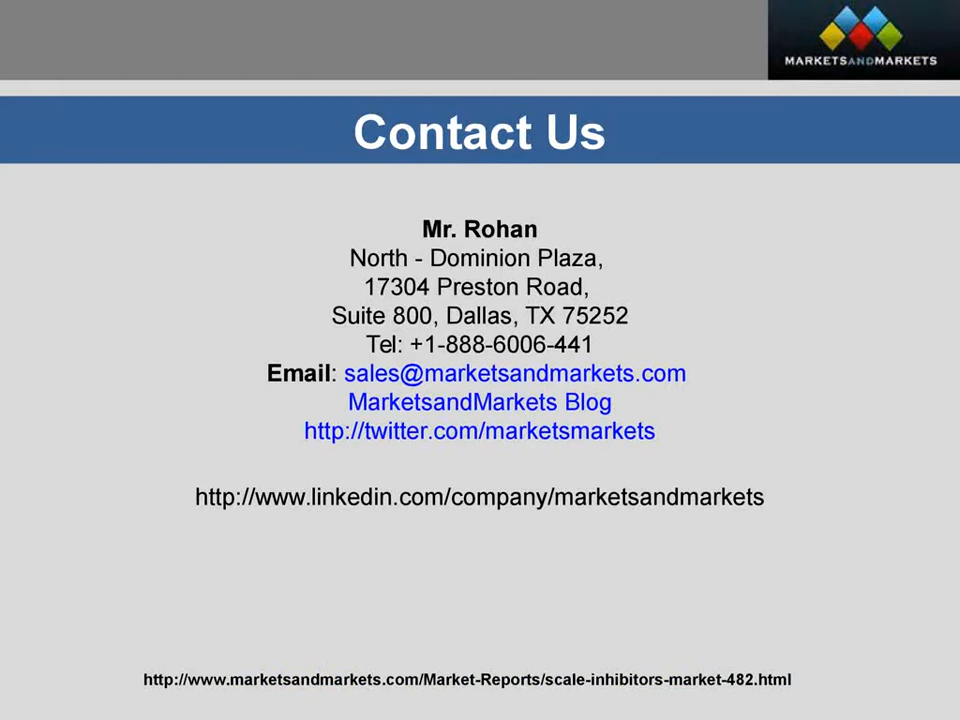 MARKETSANDMARKETS
Contact Us
Mr. Rohan
North - Dominion Plaza,
17304 Preston Road,
Suite 800, Dallas, TX 75252
Tel: +1-888-6006-441
Email: sales@marketsandmarkets.com
MarketsandMarkets Blog
http://twitter.com/marketsmarkets
http://www.linkedin.com/company/marketsandmarkets
http://www.marketsandmarkets.com/Market-Reports/scale-inhibitors-market-482.html